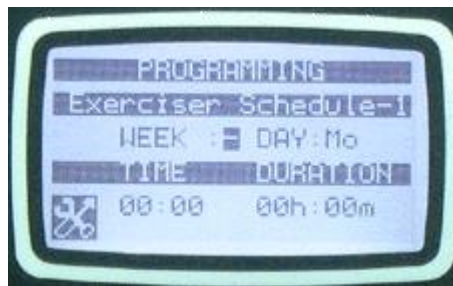 PROGRAMMING
Exerciser Schedule-1
WEEK :- DAY:Mo
TIME DURATION
00:00 00h:00m